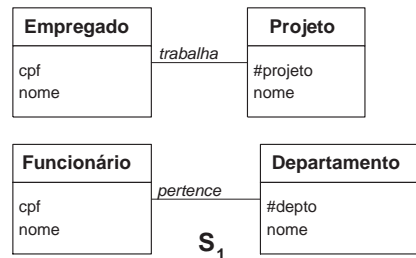 Empregado Projeto
trabalha
cpf #projeto
nome nome
Funcionário Departamento
pertence
cpf #depto
nome nome
S1